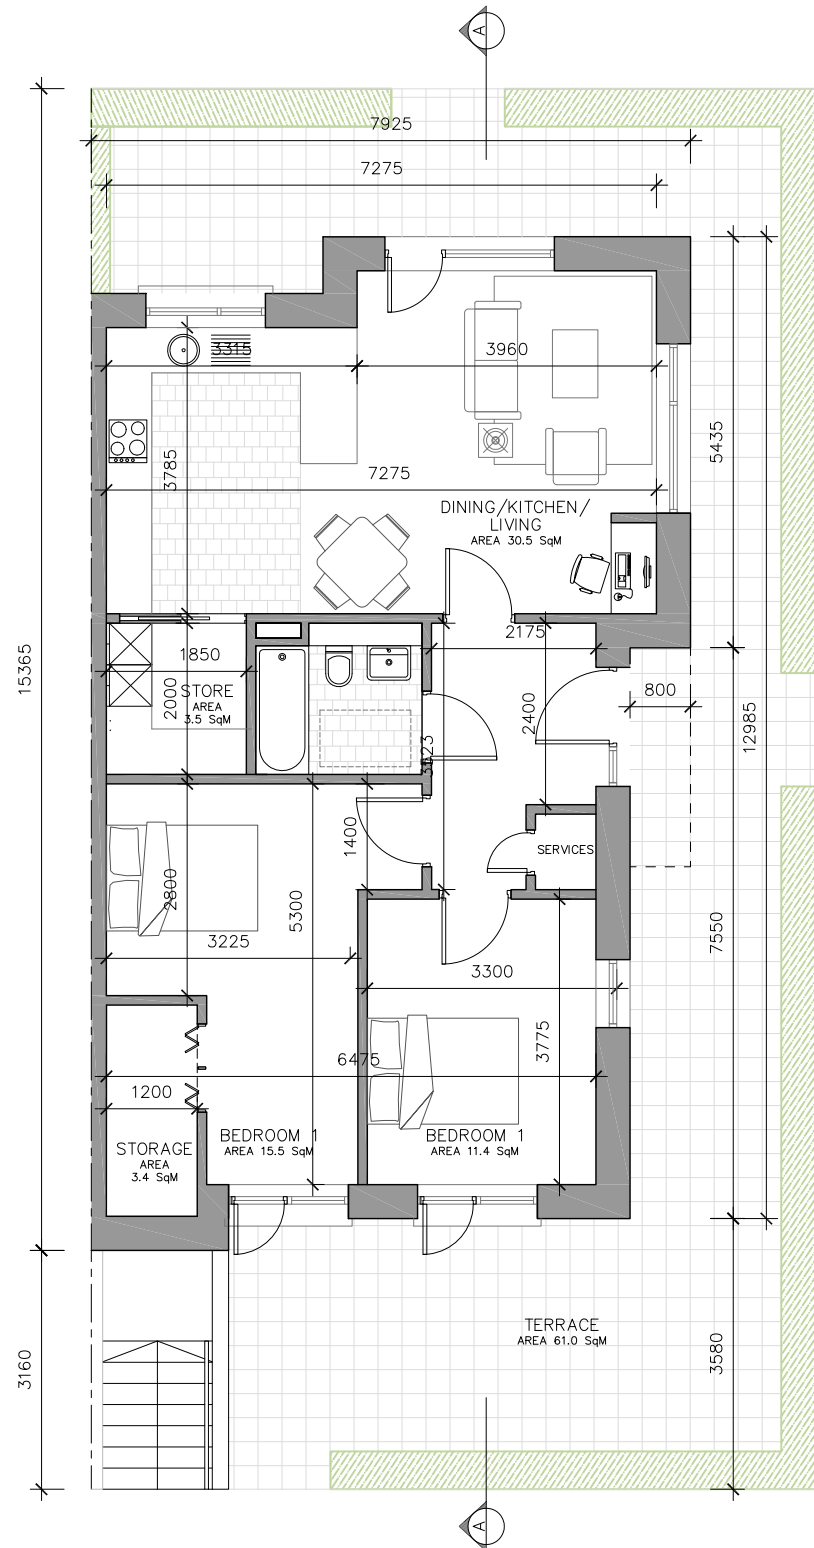 A
7925
7275
3315
3960
3785
5435
7275
DINING/KITCHEN/
LIVING
AREA 30.5 SqM
2175
15365
1850
2000
STORE
AREA
3.5 SqM
800
2400
12985
1400
SERVICES
2800
5300
3225
7550
3300
3775
6475
1200
BEDROOM 1
AREA 15.5 SqM
BEDROOM 1
AREA 11.4 SqM
STORAGE
AREA
3.4 SqM
TERRACE
AREA 61.0 SqM
3160
3580
A